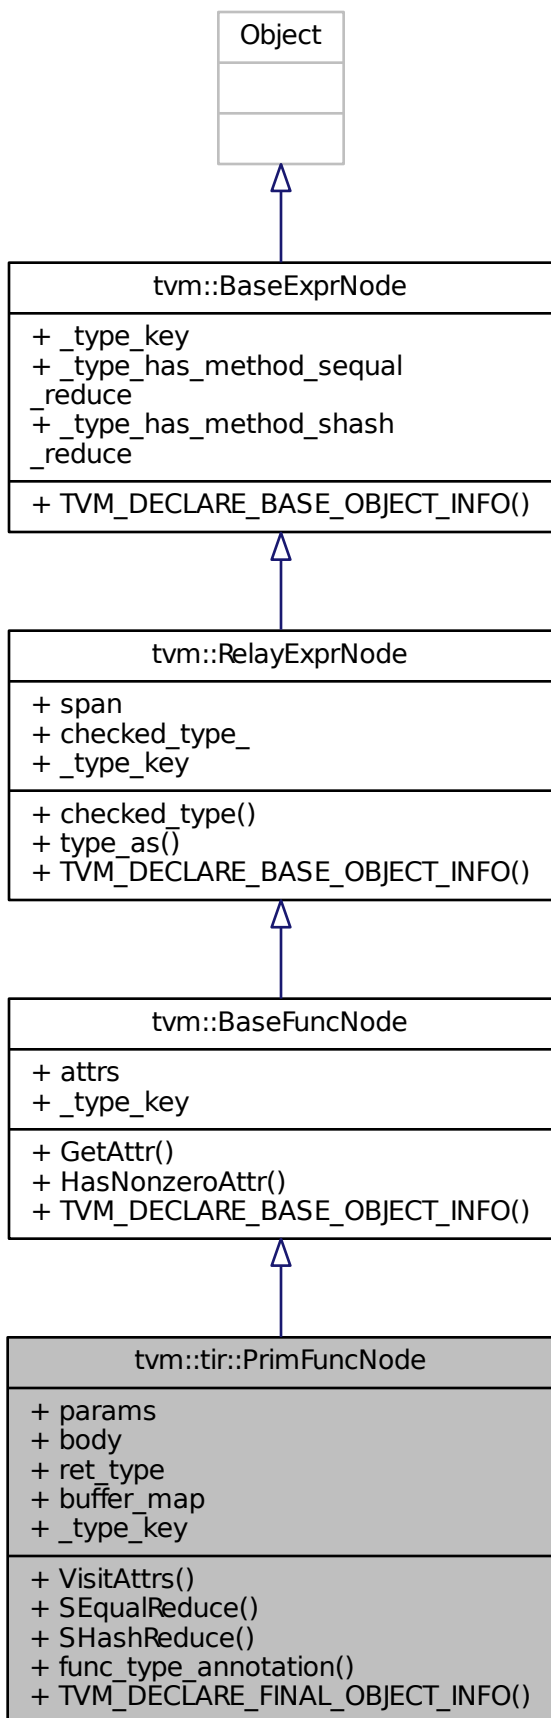 Object
tvm::BaseExprNode
+ _type_key
+ _type_has_method_sequal
_reduce
+ _type_has_method_shash
_reduce
+ TVM_DECLARE_BASE_OBJECT_INFO()
tvm::RelayExprNode
+ span
+ checked_type_
+ _type_key
+ checked_type()
+ type_as()
+ TVM_DECLARE_BASE_OBJECT_INFO()
tvm::BaseFuncNode
+ attrs
+ _type_key
+ GetAttr()
+ HasNonzeroAttr()
+ TVM_DECLARE_BASE_OBJECT_INFO()
tvm::tir::PrimFuncNode
+ params
+ body
+ ret_type
+ buffer_map
+ _type_key
+ VisitAttrs()
+ SEqualReduce()
+ SHashReduce()
+ func_type_annotation()
+ TVM_DECLARE_FINAL_OBJECT_INFO()